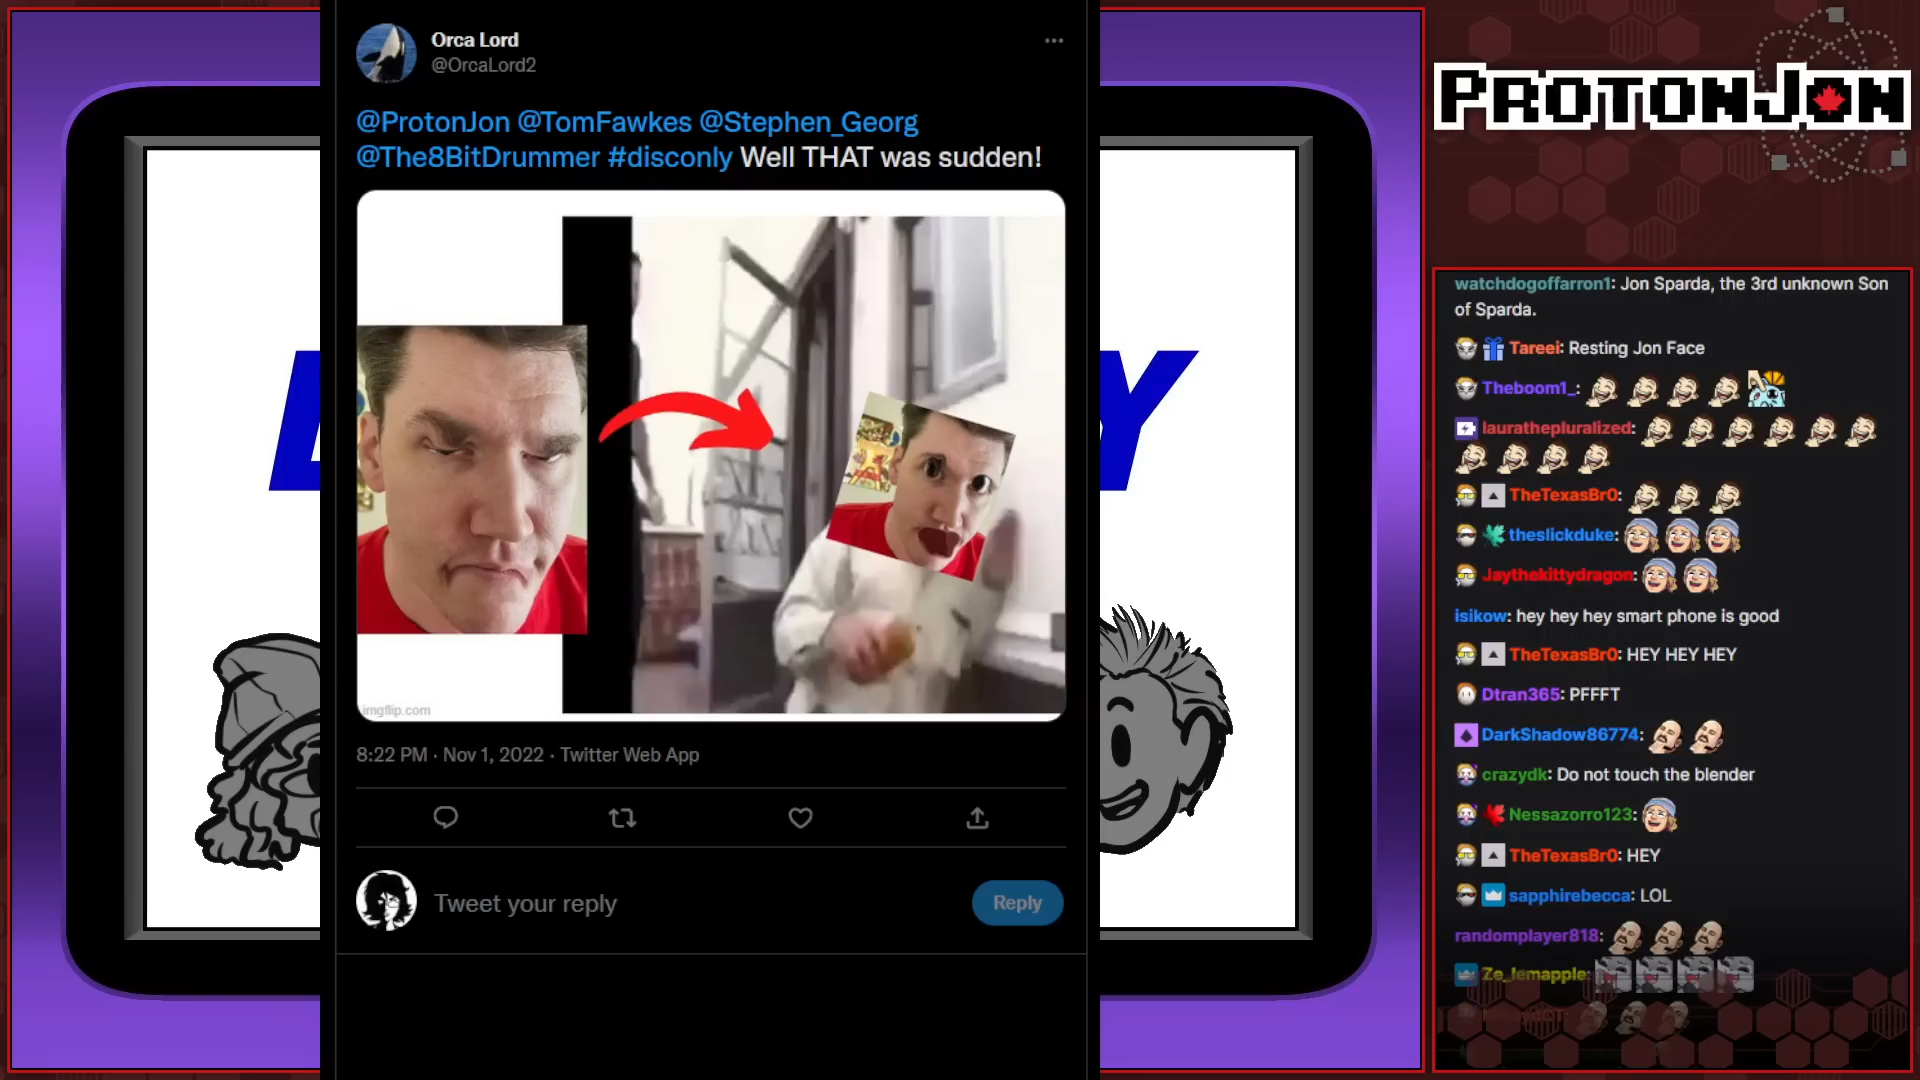 Orca Lord
@OrcaLord2
@ProtonJon @TomFawkes @Stephen_Georg
@The8BitDrummer #disconly Well THAT was sudden!
imgflip.com
8:22 PM · Nov 1, 2022 · Twitter Web App
Tweet your reply
Reply
Y
PROTONJON
watchdogoffarron1: Jon Sparda, the 3rd unknown Son
of Sparda.
Tareei: Resting Jon Face
Theboom1_:
laurathepluralized:
TheTexasBr0:
theslickduke:
Jaythekittydragon:
isikow: hey hey hey smart phone is good
TheTexasBr0: HEY HEY HEY
Dtran365: PFFFT
DarkShadow86774:
crazydk: Do not touch the blender
Nessazorro123:
TheTexasBr0: HEY
sapphirebecca: LOL
randomplayer818:
Ze_lemapple: